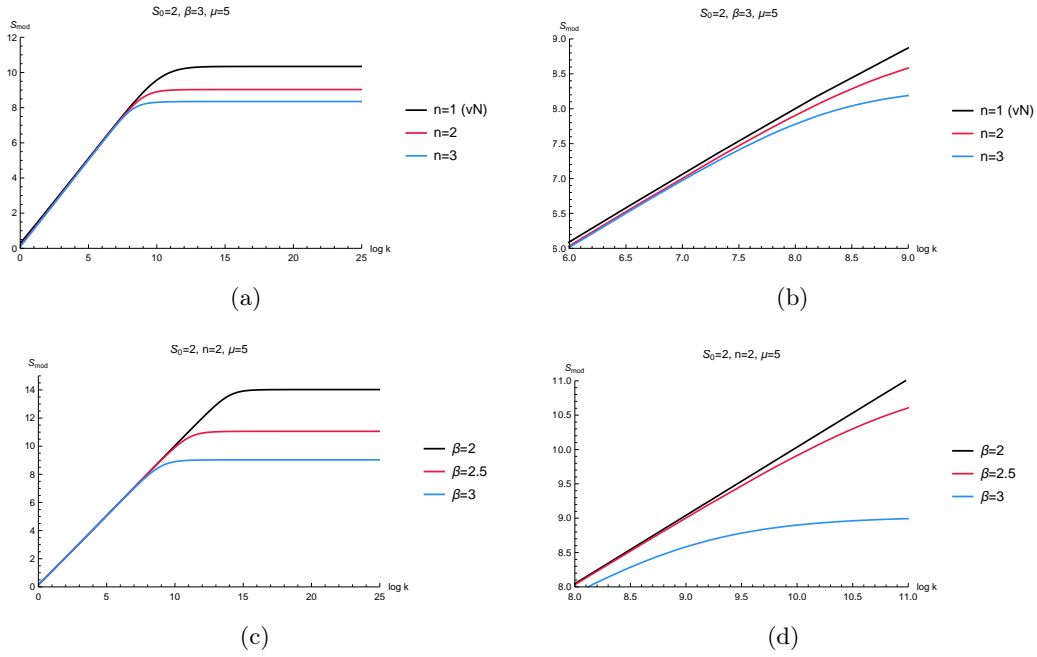 S0=2, β=3, μ=5
Smod
12
10
8
6
4
2
0
0 5 10 15 20 25
log k
n=1 (vN)
n=2
n=3
(a)
S0=2, β=3, μ=5
Smod
9.0
8.5
8.0
7.5
7.0
6.5
6.0
6.0 6.5 7.0 7.5 8.0 8.5 9.0
log k
n=1 (vN)
n=2
n=3
(b)
S0=2, n=2, μ=5
Smod
14
12
10
8
6
4
2
0
0 5 10 15 20 25
log k
β=2
β=2.5
β=3
(c)
S0=2, n=2, μ=5
Smod
11.0
10.5
10.0
9.5
9.0
8.5
8.0
8.0 8.5 9.0 9.5 10.0 10.5 11.0
log k
β=2
β=2.5
β=3
(d)